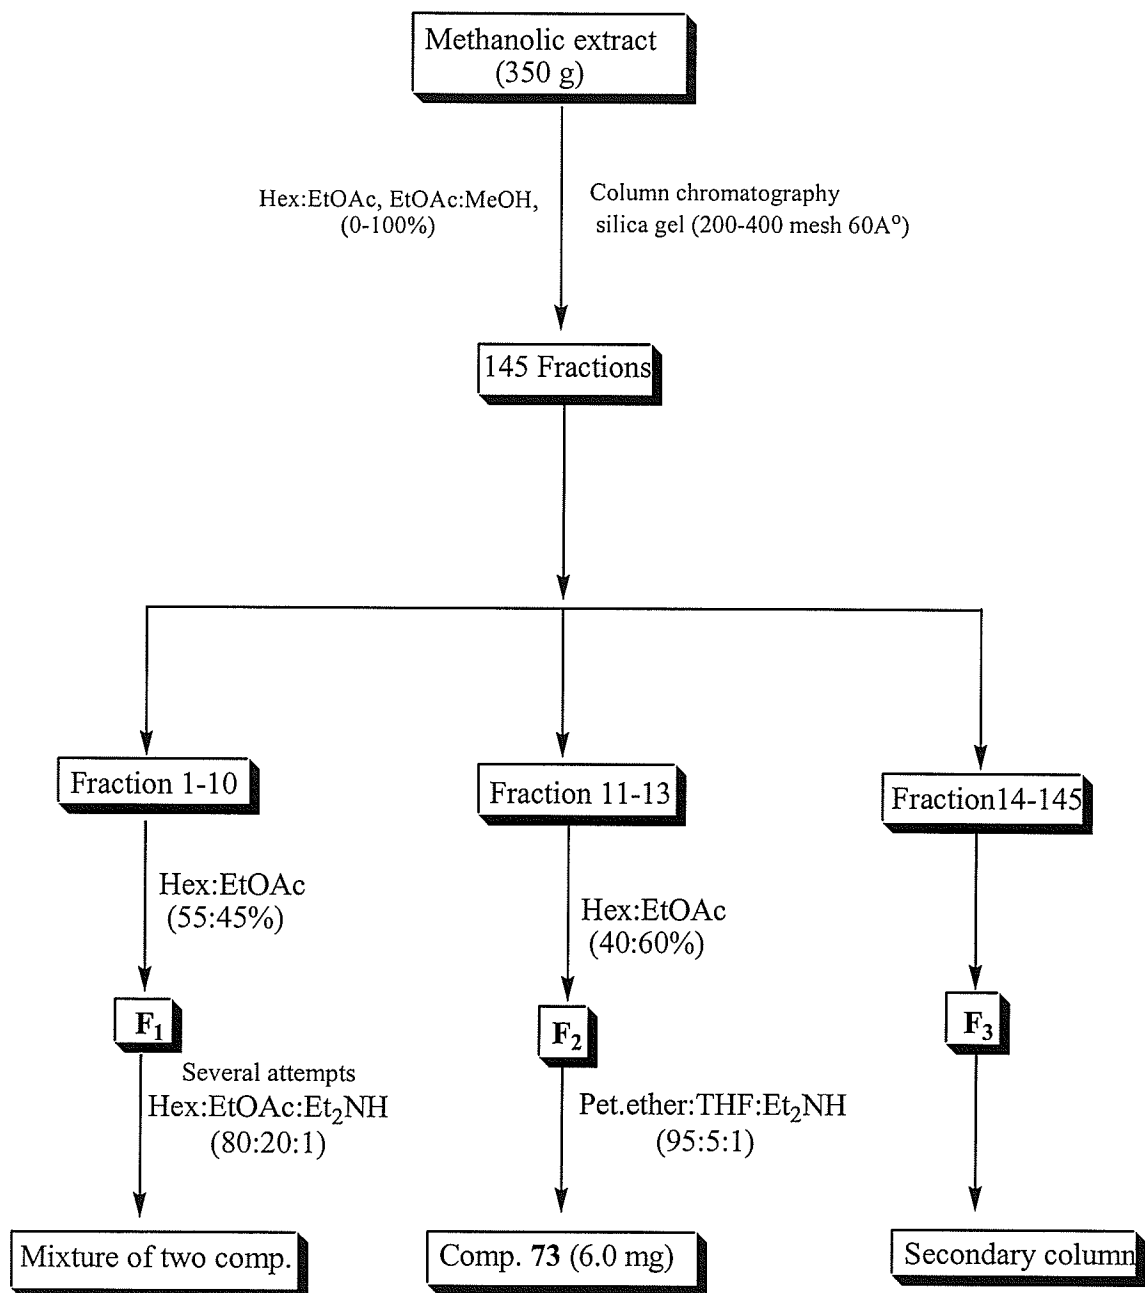 Methanolic extract
(350 g)
Hex:EtOAc, EtOAc:MeOH,
(0-100%)
Column chromatography
silica gel (200-400 mesh 60Aº)
145 Fractions
Fraction 1-10
Fraction 11-13
Fraction14-145
Hex:EtOAc
(55:45%)
Hex:EtOAc
(40:60%)
F₁
F₂
F₃
Several attempts
Hex:EtOAc:Et₂NH
(80:20:1)
Pet.ether:THF:Et₂NH
(95:5:1)
Mixture of two comp.
Comp. 73 (6.0 mg)
Secondary column